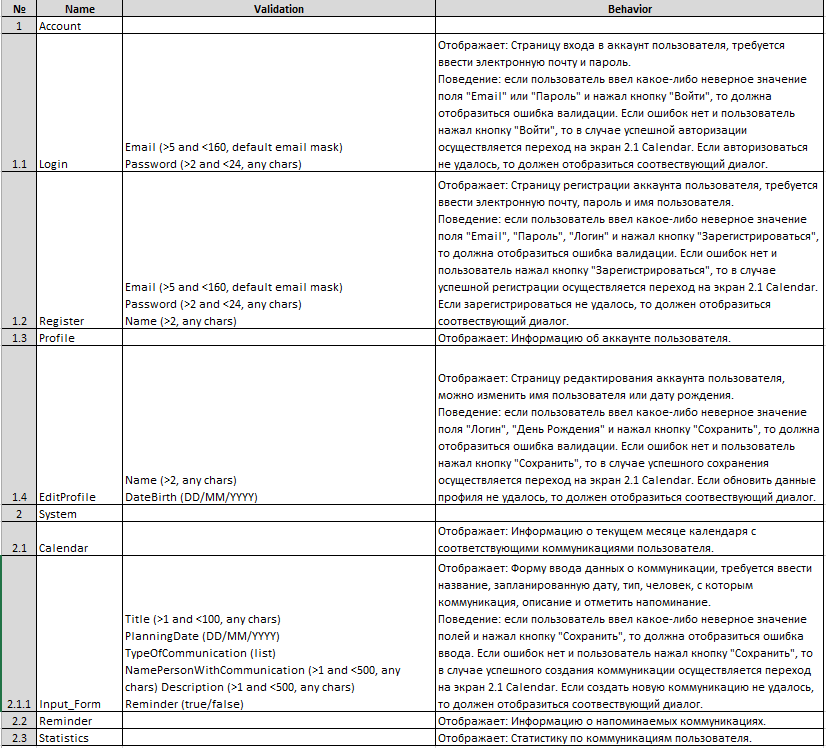 № Name Validation Behavior
1 Account
Отображает: Страницу входа в аккаунт пользователя, требуется
ввести электронную почту и пароль.
Поведение: если пользователь ввел какое-либо неверное значение
поля "Email" или "Пароль" и нажал кнопку "Войти", то должна
отобразиться ошибка валидации. Если ошибок нет и пользователь
нажал кнопку "Войти", то в случае успешной авторизации
осуществляется переход на экран 2.1 Calendar. Если авторизоваться
не удалось, то должен отобразиться соотвествующий диалог.
Email (>5 and <160, default email mask)
Password (>2 and <24, any chars)
1.1 Login
Отображает: Страницу регистрации аккаунта пользователя, требуется
ввести электронную почту, пароль и имя пользователя.
Поведение: если пользователь ввел какое-либо неверное значение
поля "Email", "Пароль", "Логин" и нажал кнопку "Зарегистрироваться",
то должна отобразиться ошибка валидации. Если ошибок нет и
пользователь нажал кнопку "Зарегистрироваться", то в случае
успешной регистрации осуществляется переход на экран 2.1 Calendar.
Если зарегистрироваться не удалось, то должен отобразиться
соотвествующий диалог.
Email (>5 and <160, default email mask)
Password (>2 and <24, any chars)
Name (>2, any chars)
1.2 Register
1.3 Profile Отображает: Информацию об аккаунте пользователя.
Отображает: Страницу редактирования аккаунта пользователя,
можно изменить имя пользователя или дату рождения.
Поведение: если пользователь ввел какое-либо неверное значение
поля "Логин", "День Рождения" и нажал кнопку "Сохранить", то должна
отобразиться ошибка валидации. Если ошибок нет и пользователь
нажал кнопку "Сохранить", то в случае успешного сохранения
осуществляется переход на экран 2.1 Calendar. Если обновить данные
профиля не удалось, то должен отобразиться соотвествующий диалог.
Name (>2, any chars)
DateBirth (DD/MM/YYYY)
1.4 EditProfile
2 System
Отображает: Информацию о текущем месяце календаря с
соответствующими коммуникациями пользователя.
2.1 Calendar
Отображает: Форму ввода данных о коммуникации, требуется ввести
название, запланированную дату, тип, человек, с которым
коммуникация, описание и отметить напоминание.
Поведение: если пользователь ввел какое-либо неверное значение
полей и нажал кнопку "Сохранить", то должна отобразиться ошибка
ввода. Если ошибок нет и пользователь нажал кнопку "Сохранить", то
в случае успешного создания коммуникации осуществляется переход
на экран 2.1 Calendar. Если создать новую коммуникацию не удалось,
то должен отобразиться соотвествующий диалог.
Title (>1 and <100, any chars)
PlanningDate (DD/MM/YYYY)
TypeOfCommunication (list)
NamePersonWithCommunication (>1 and <500, any
chars) Description (>1 and <500, any chars)
Reminder (true/false)
2.1.1 Input_Form
2.2 Reminder Отображает: Информацию о напоминаемых коммуникациях.
2.3 Statistics Отображает: Статистику по коммуникациям пользователя.